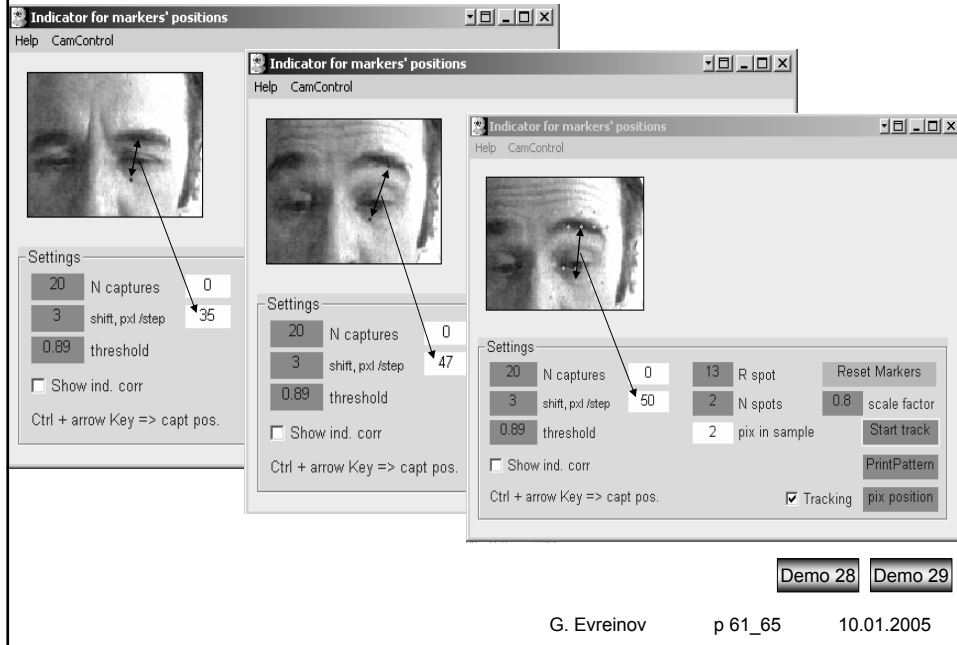 Indicator for markers' positions
Help CamControl
Settings
20 N captures 0
3 shift, pxl /step 35
0.89 threshold
Show ind. corr
Ctrl + arrow Key => capt pos.
Indicator for markers' positions
Help CamControl
Settings
20 N captures 0
3 shift, pxl /step 47
0.89 threshold
Show ind. corr
Ctrl + arrow Key => capt pos.
Indicator for markers' positions
Help CamControl
Settings
20 N captures 0 13 R spot Reset Markers
3 shift, pxl /step 50 2 N spots 0.8 scale factor
0.89 threshold 2 pix in sample Start track
Show ind. corr PrintPattern
Ctrl + arrow Key => capt pos. Tracking pix position
Demo 28 Demo 29
G. Evreinov p 61_65 10.01.2005